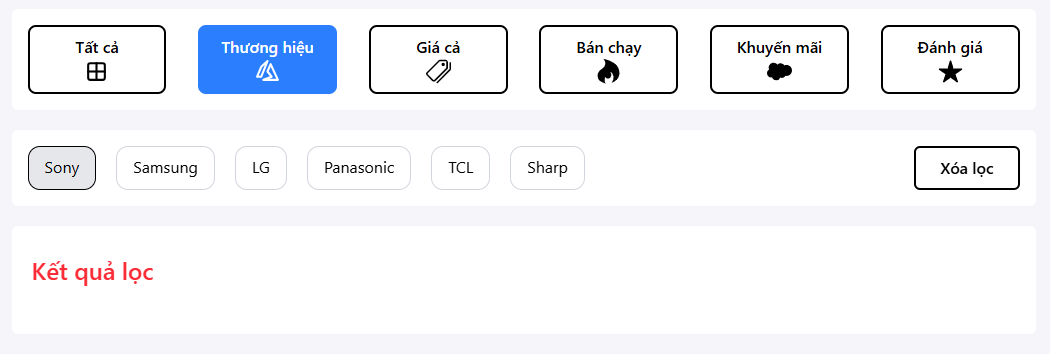 Tất cả
Thương hiệu
Giá cả
Bán chạy
Khuyến mãi
Đánh giá
Sony
Samsung
LG
Panasonic
TCL
Sharp
Xóa lọc
Kết quả lọc